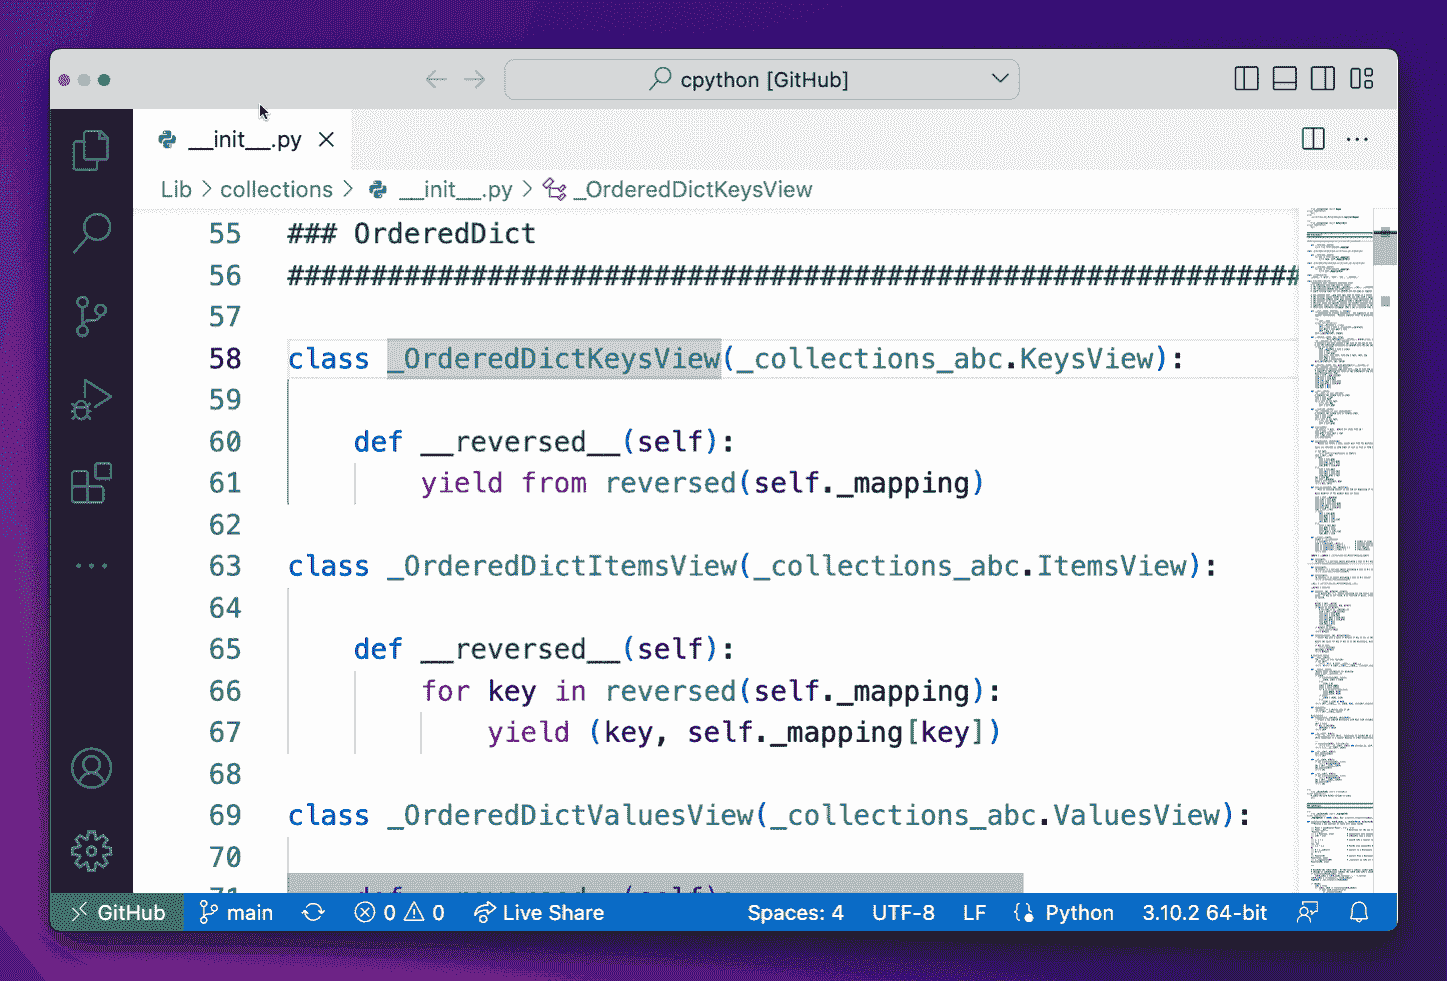 cpython [GitHub]
__init__.py
Lib > collections > __init__.py > _OrderedDictKeysView
55 ### OrderedDict
56 #############################################################
57
58 class _OrderedDictKeysView(_collections_abc.KeysView):
59
60 def __reversed__(self):
61 yield from reversed(self._mapping)
62
63 class _OrderedDictItemsView(_collections_abc.ItemsView):
64
65 def __reversed__(self):
66 for key in reversed(self._mapping):
67 yield (key, self._mapping[key])
68
69 class _OrderedDictValuesView(_collections_abc.ValuesView):
70
71 def __reversed__(self):
GitHub main 0 0 Live Share Spaces: 4 UTF-8 LF Python 3.10.2 64-bit